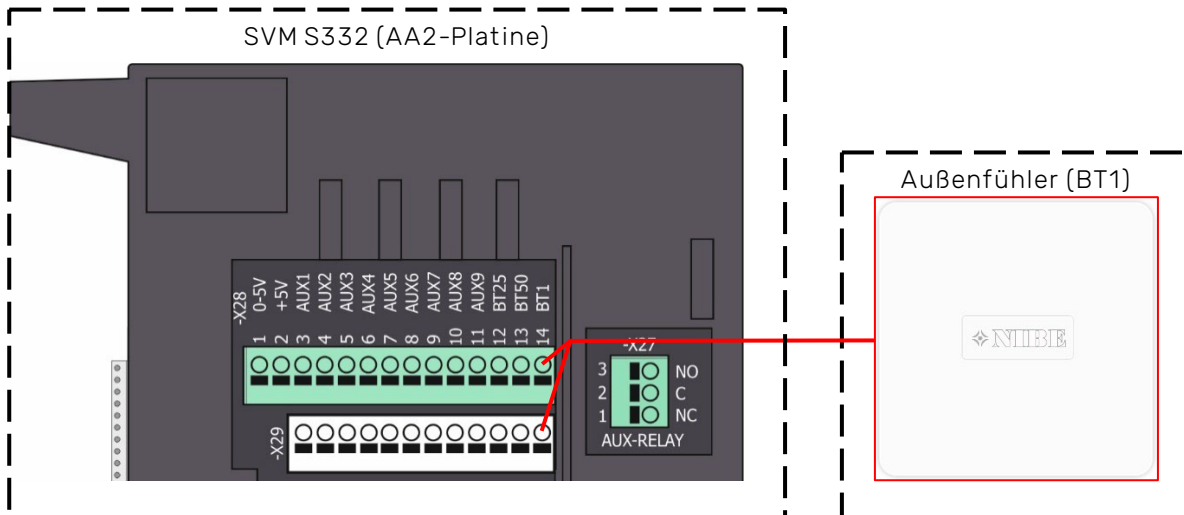 SVM S332 (AA2-Platine)
Außenfühler (BT1)
-X28
0-5V
+5V
AUX1
AUX2
AUX3
AUX4
AUX5
AUX6
AUX7
AUX8
AUX9
BT25
BT50
BT1
1 2 3 4 5 6 7 8 9 10 11 12 13 14
-X29
-X27
3 NO
2 C
1 NC
AUX-RELAY
NIBE